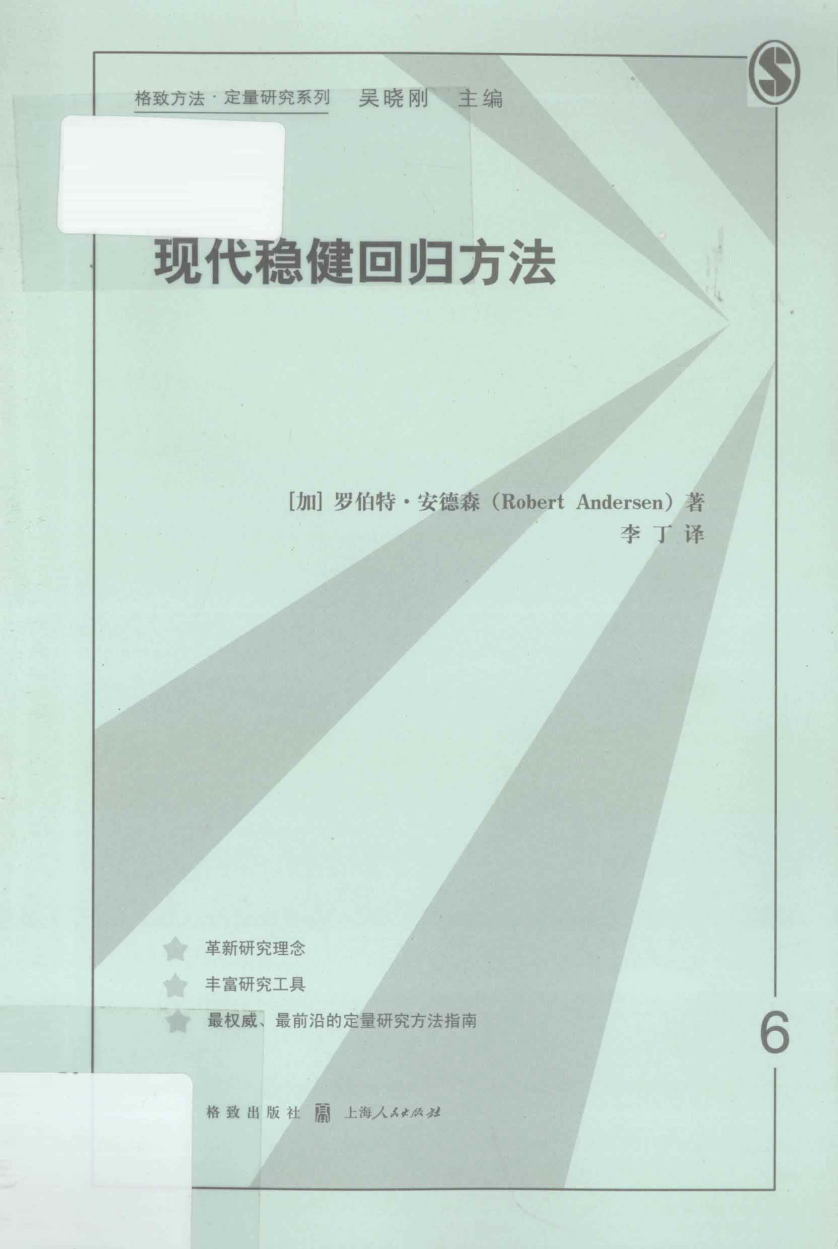 格致方法·定量研究系列 吴晓刚 主编
现代稳健回归方法
[加] 罗伯特·安德森（Robert Andersen）著
李 丁 译
革新研究理念
丰富研究工具
最权威、最前沿的定量研究方法指南
6
格致出版社 上海人民出版社